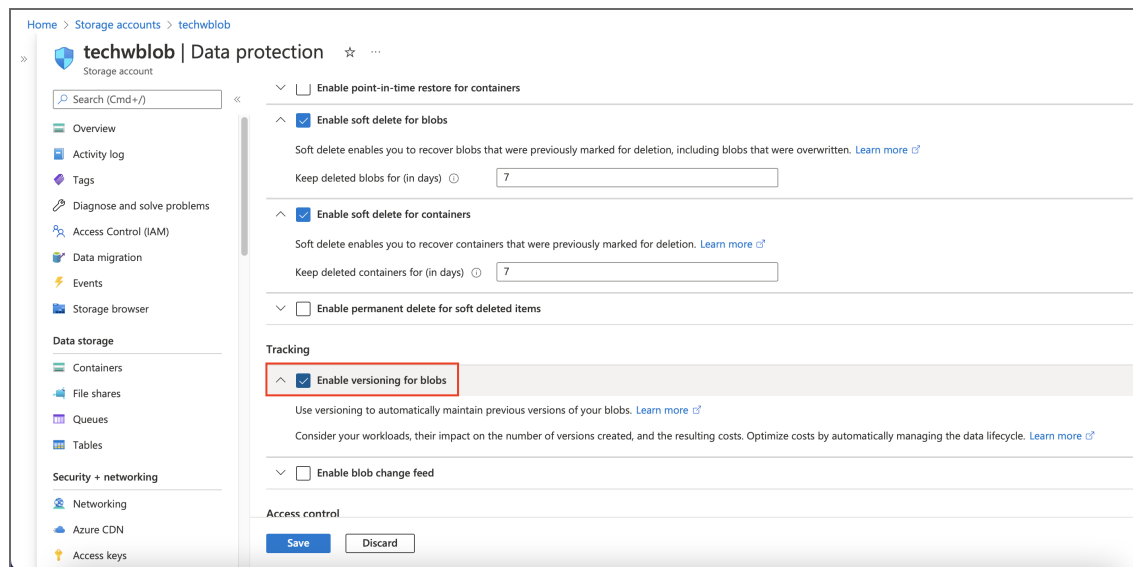 Home > Storage accounts > techwblob
techwblob | Data protection
Storage account
Search (Cmd+/)
Overview
Activity log
Tags
Diagnose and solve problems
Access Control (IAM)
Data migration
Events
Storage browser
Data storage
Containers
File shares
Queues
Tables
Security + networking
Networking
Azure CDN
Access keys
Enable point-in-time restore for containers
Enable soft delete for blobs
Soft delete enables you to recover blobs that were previously marked for deletion, including blobs that were overwritten. Learn more
Keep deleted blobs for (in days) 7
Enable soft delete for containers
Soft delete enables you to recover containers that were previously marked for deletion. Learn more
Keep deleted containers for (in days) 7
Enable permanent delete for soft deleted items
Tracking
Enable versioning for blobs
Use versioning to automatically maintain previous versions of your blobs. Learn more
Consider your workloads, their impact on the number of versions created, and the resulting costs. Optimize costs by automatically managing the data lifecycle. Learn more
Enable blob change feed
Access control
Save Discard